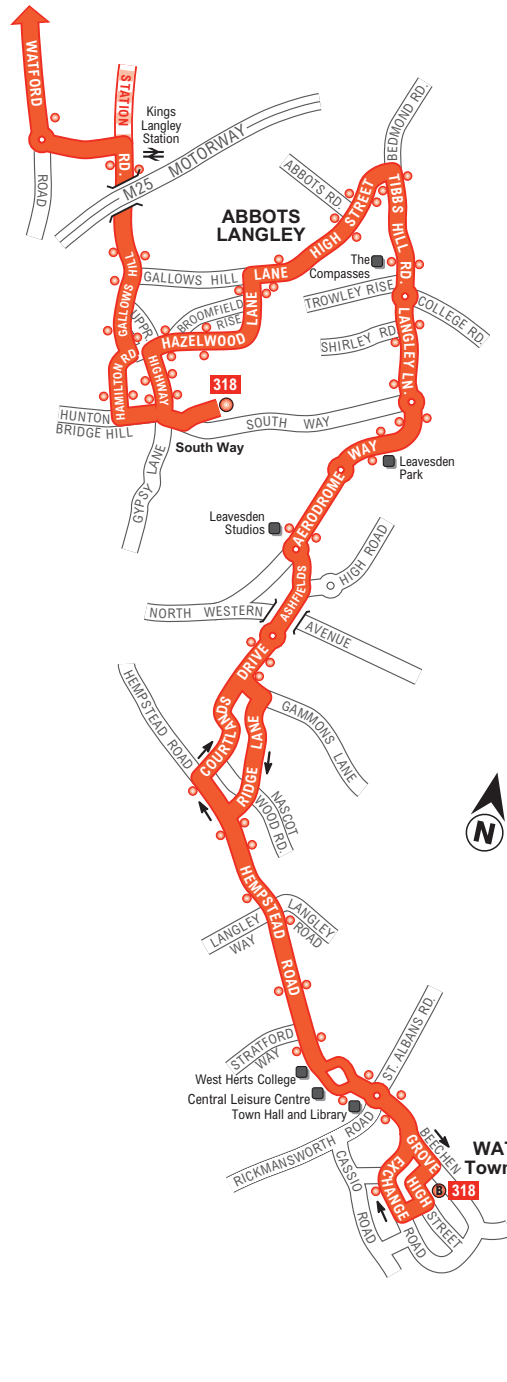 WATFORD
ROAD
STATION
RD.
Kings
Langley
Station
M25 MOTORWAY
BEDMOND RD.
ABBOTS RD.
ABBOTS
LANGLEY
HIGH STREET
TIBBS HILL RD.
The
Compasses
GALLOWS HILL
LANE
GALLOWS HILL
LANE
UPPR.
HIGHWAY
BROOMFIELD
RISE
HAZELWOOD
TROWLEY RISE
COLLEGE RD.
SHIRLEY RD.
LANGLEY LN.
HAMILTON RD.
318
HUNTON
BRIDGE HILL
SOUTH WAY
South Way
GYPSY LANE
AERODROME WAY
Leavesden
Park
Leavesden
Studios
HIGH ROAD
ASHFIELDS
NORTH WESTERN
AVENUE
COURTLANDS DRIVE
HEMPSTEAD ROAD
RIDGE LANE
GAMMONS
LANE
NASCOT
WOOD RD.
N
HEMPSTEAD ROAD
LANGLEY
WAY
LANGLEY
ROAD
STRATFORD
WAY
ST. ALBANS RD.
West Herts College
Central Leisure Centre
Town Hall and Library
RICKMANSWORTH ROAD
CASSIO
ROAD
BEECHEN
GROVE
EXCHANGE
ROAD
HIGH
STREET
WAT
Town
B 318